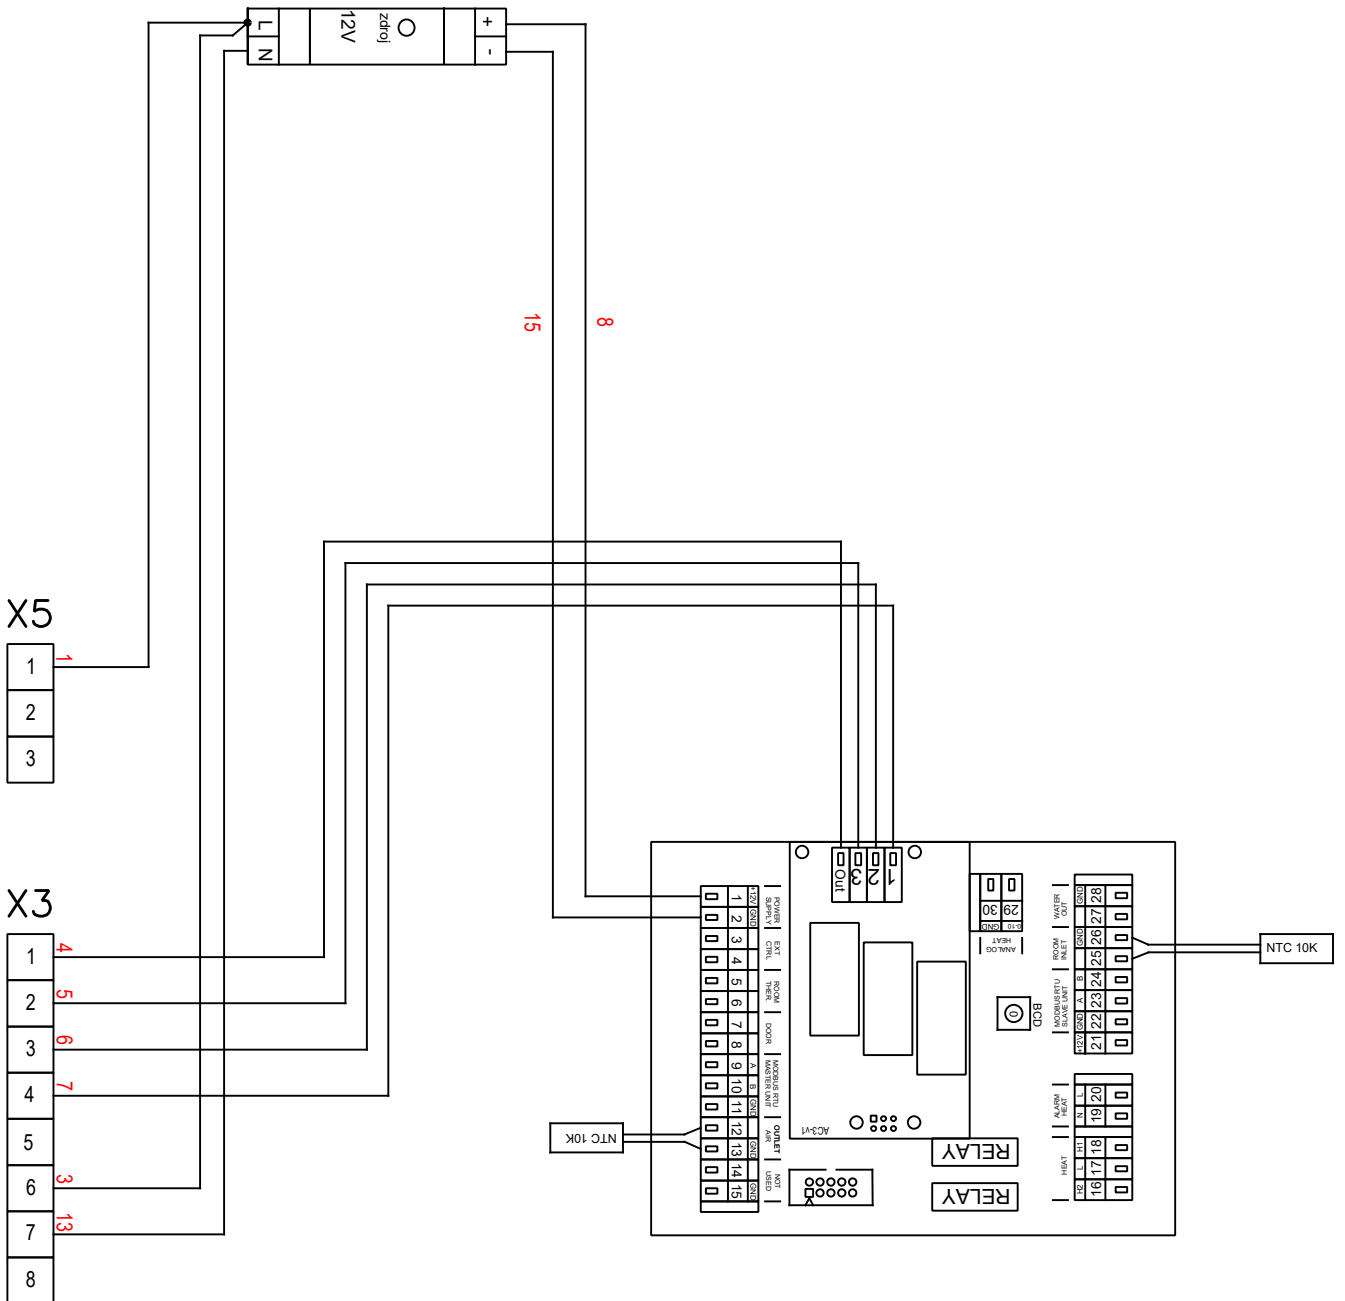 L
N
12V
zdroj
+
-
15
8
X5
1
1
2
3
X3
1
4
2
5
3
6
4
7
5
6
3
7
13
8
Out
3
2
1
1 +12V
2 GND
POWER
SUPPLY
3
4
EXT
CTRL
5
6
ROOM
THER.
7
8
DOOR
9 A
10 B
11 GND
MODBUS RTU
MASTER UNIT
12
13 GND
OUTLET
AIR
14
15 GND
NOT
USED
NTC 10K
AC3-v1
RELAY
RELAY
30
29
GND
0-10
ANALOG
HEAT
BCD
0
WATER
OUT
GND 28
27
ROOM
INLET
GND 26
25
MODBUS RTU
SLAVE UNIT
B 24
A 23
GND 22
+12V 21
NTC 10K
ALARM
HEAT
L 20
N 19
HEAT
H1 18
L 17
H2 16